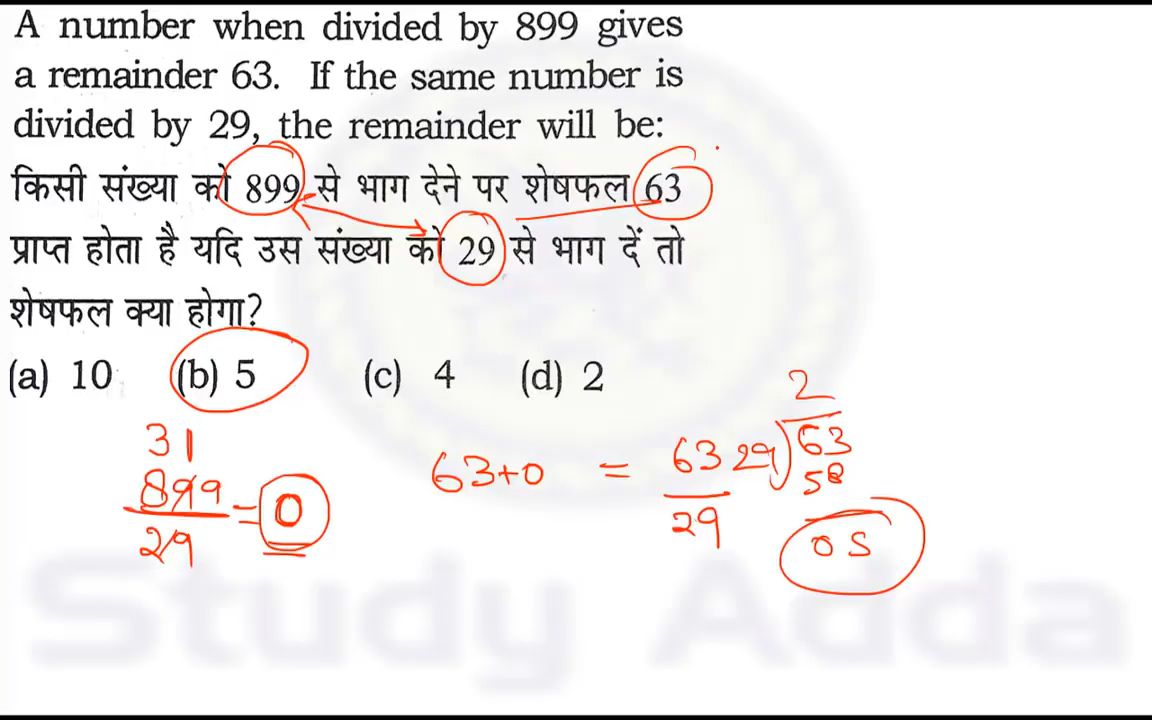 A number when divided by 899 gives
a remainder 63. If the same number is
divided by 29, the remainder will be:
किसी संख्या को 899 से भाग देने पर शेषफल 63
प्राप्त होता है यदि उस संख्या को 29 से भाग दें तो
शेषफल क्या होगा?
(a) 10 (b) 5 (c) 4 (d) 2
31
899
29
= 0
63+0 = 63
29
2
29)63
58
05
Study Adda